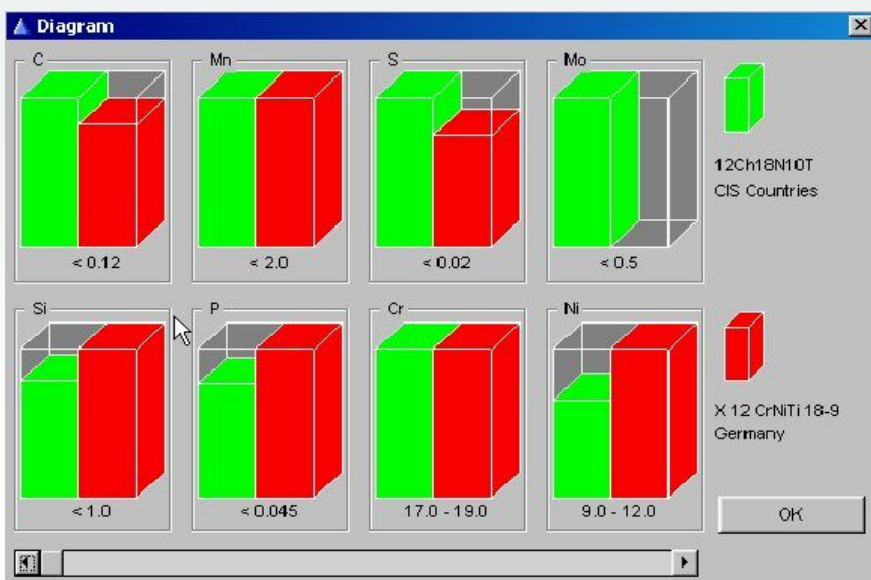 Diagram
C Mn S Mo
12Ch18N10T
CIS Countries
< 0.12 < 2.0 < 0.02 < 0.5
Si P Cr Ni
X 12 CrNiTi 18-9
Germany
< 1.0 < 0.045 17.0 - 19.0 9.0 - 12.0
OK